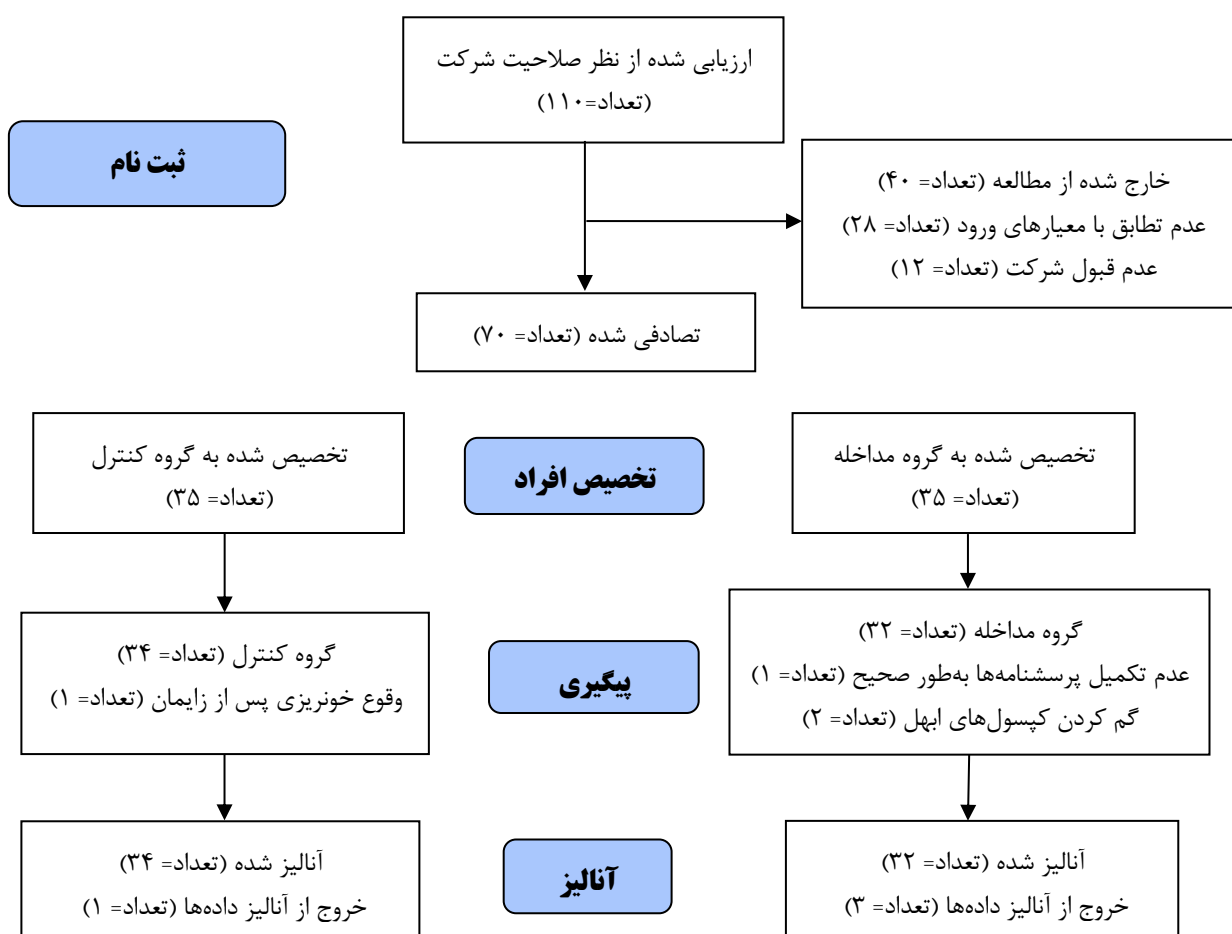 ارزیابی شده از نظر صلاحیت شرکت
(تعداد=۱۱۰)
ثبت نام
خارج شده از مطالعه (تعداد= ۴۰)
عدم تطابق با معیارهای ورود (تعداد= ۲۸)
عدم قبول شرکت (تعداد= ۱۲)
تصادفی شده (تعداد= ۷۰)
تخصیص شده به گروه مداخله
(تعداد= ۳۵)
تخصیص افراد
تخصیص شده به گروه کنترل
(تعداد= ۳۵)
گروه مداخله (تعداد= ۳۲)
عدم تکمیل پرسشنامه‌ها به‌طور صحیح (تعداد= ۱)
گم کردن کپسول‌های ابهل (تعداد= ۲)
پیگیری
گروه کنترل (تعداد= ۳۴)
وقوع خونریزی پس از زایمان (تعداد= ۱)
آنالیز شده (تعداد= ۳۲)
خروج از آنالیز داده‌ها (تعداد= ۳)
آنالیز
آنالیز شده (تعداد= ۳۴)
خروج از آنالیز داده‌ها (تعداد= ۱)